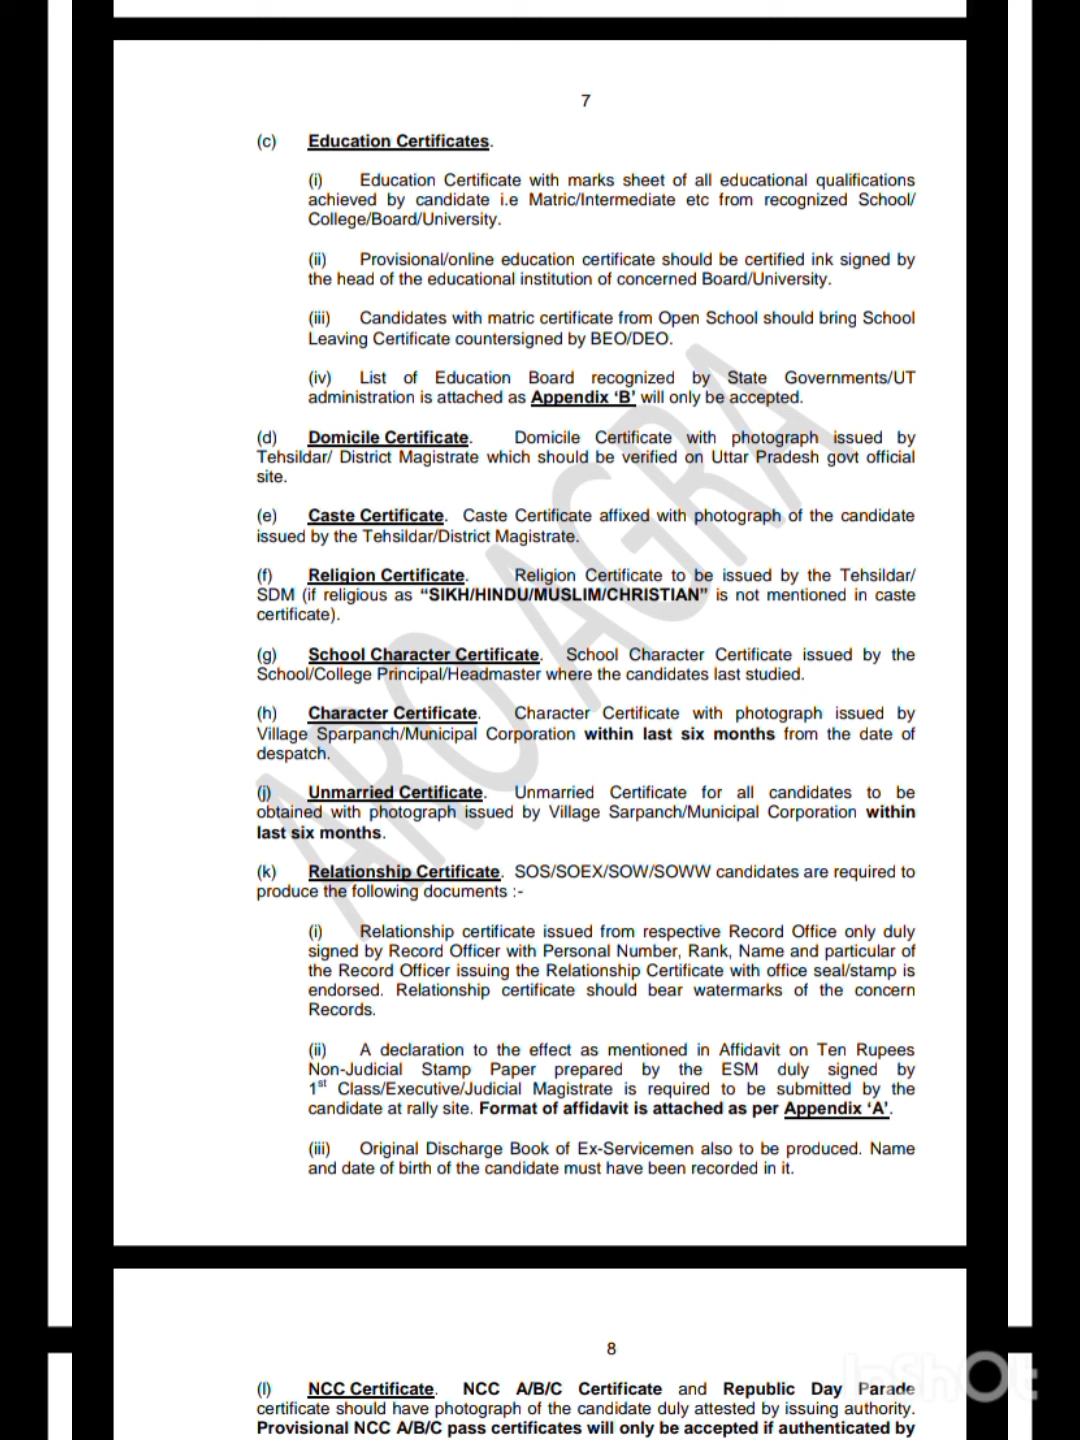 7
(c) Education Certificates.
(i) Education Certificate with marks sheet of all educational qualifications
achieved by candidate i.e Matric/Intermediate etc from recognized School/
College/Board/University.
(ii) Provisional/online education certificate should be certified ink signed by
the head of the educational institution of concerned Board/University.
(iii) Candidates with matric certificate from Open School should bring School
Leaving Certificate countersigned by BEO/DEO.
(iv) List of Education Board recognized by State Governments/UT
administration is attached as Appendix ‘B’ will only be accepted.
(d) Domicile Certificate. Domicile Certificate with photograph issued by
Tehsildar/ District Magistrate which should be verified on Uttar Pradesh govt official
site.
(e) Caste Certificate. Caste Certificate affixed with photograph of the candidate
issued by the Tehsildar/District Magistrate.
(f) Religion Certificate. Religion Certificate to be issued by the Tehsildar/
SDM (if religious as “SIKH/HINDU/MUSLIM/CHRISTIAN” is not mentioned in caste
certificate).
(g) School Character Certificate. School Character Certificate issued by the
School/College Principal/Headmaster where the candidates last studied.
(h) Character Certificate. Character Certificate with photograph issued by
Village Sparpanch/Municipal Corporation within last six months from the date of
despatch.
(j) Unmarried Certificate. Unmarried Certificate for all candidates to be
obtained with photograph issued by Village Sarpanch/Municipal Corporation within
last six months.
(k) Relationship Certificate. SOS/SOEX/SOW/SOWW candidates are required to
produce the following documents :-
(i) Relationship certificate issued from respective Record Office only duly
signed by Record Officer with Personal Number, Rank, Name and particular of
the Record Officer issuing the Relationship Certificate with office seal/stamp is
endorsed. Relationship certificate should bear watermarks of the concern
Records.
(ii) A declaration to the effect as mentioned in Affidavit on Ten Rupees
Non-Judicial Stamp Paper prepared by the ESM duly signed by
1st Class/Executive/Judicial Magistrate is required to be submitted by the
candidate at rally site. Format of affidavit is attached as per Appendix ‘A’.
(iii) Original Discharge Book of Ex-Servicemen also to be produced. Name
and date of birth of the candidate must have been recorded in it.
ARO AGRA
8
(l) NCC Certificate. NCC A/B/C Certificate and Republic Day Parade
certificate should have photograph of the candidate duly attested by issuing authority.
Provisional NCC A/B/C pass certificates will only be accepted if authenticated by
InShOt